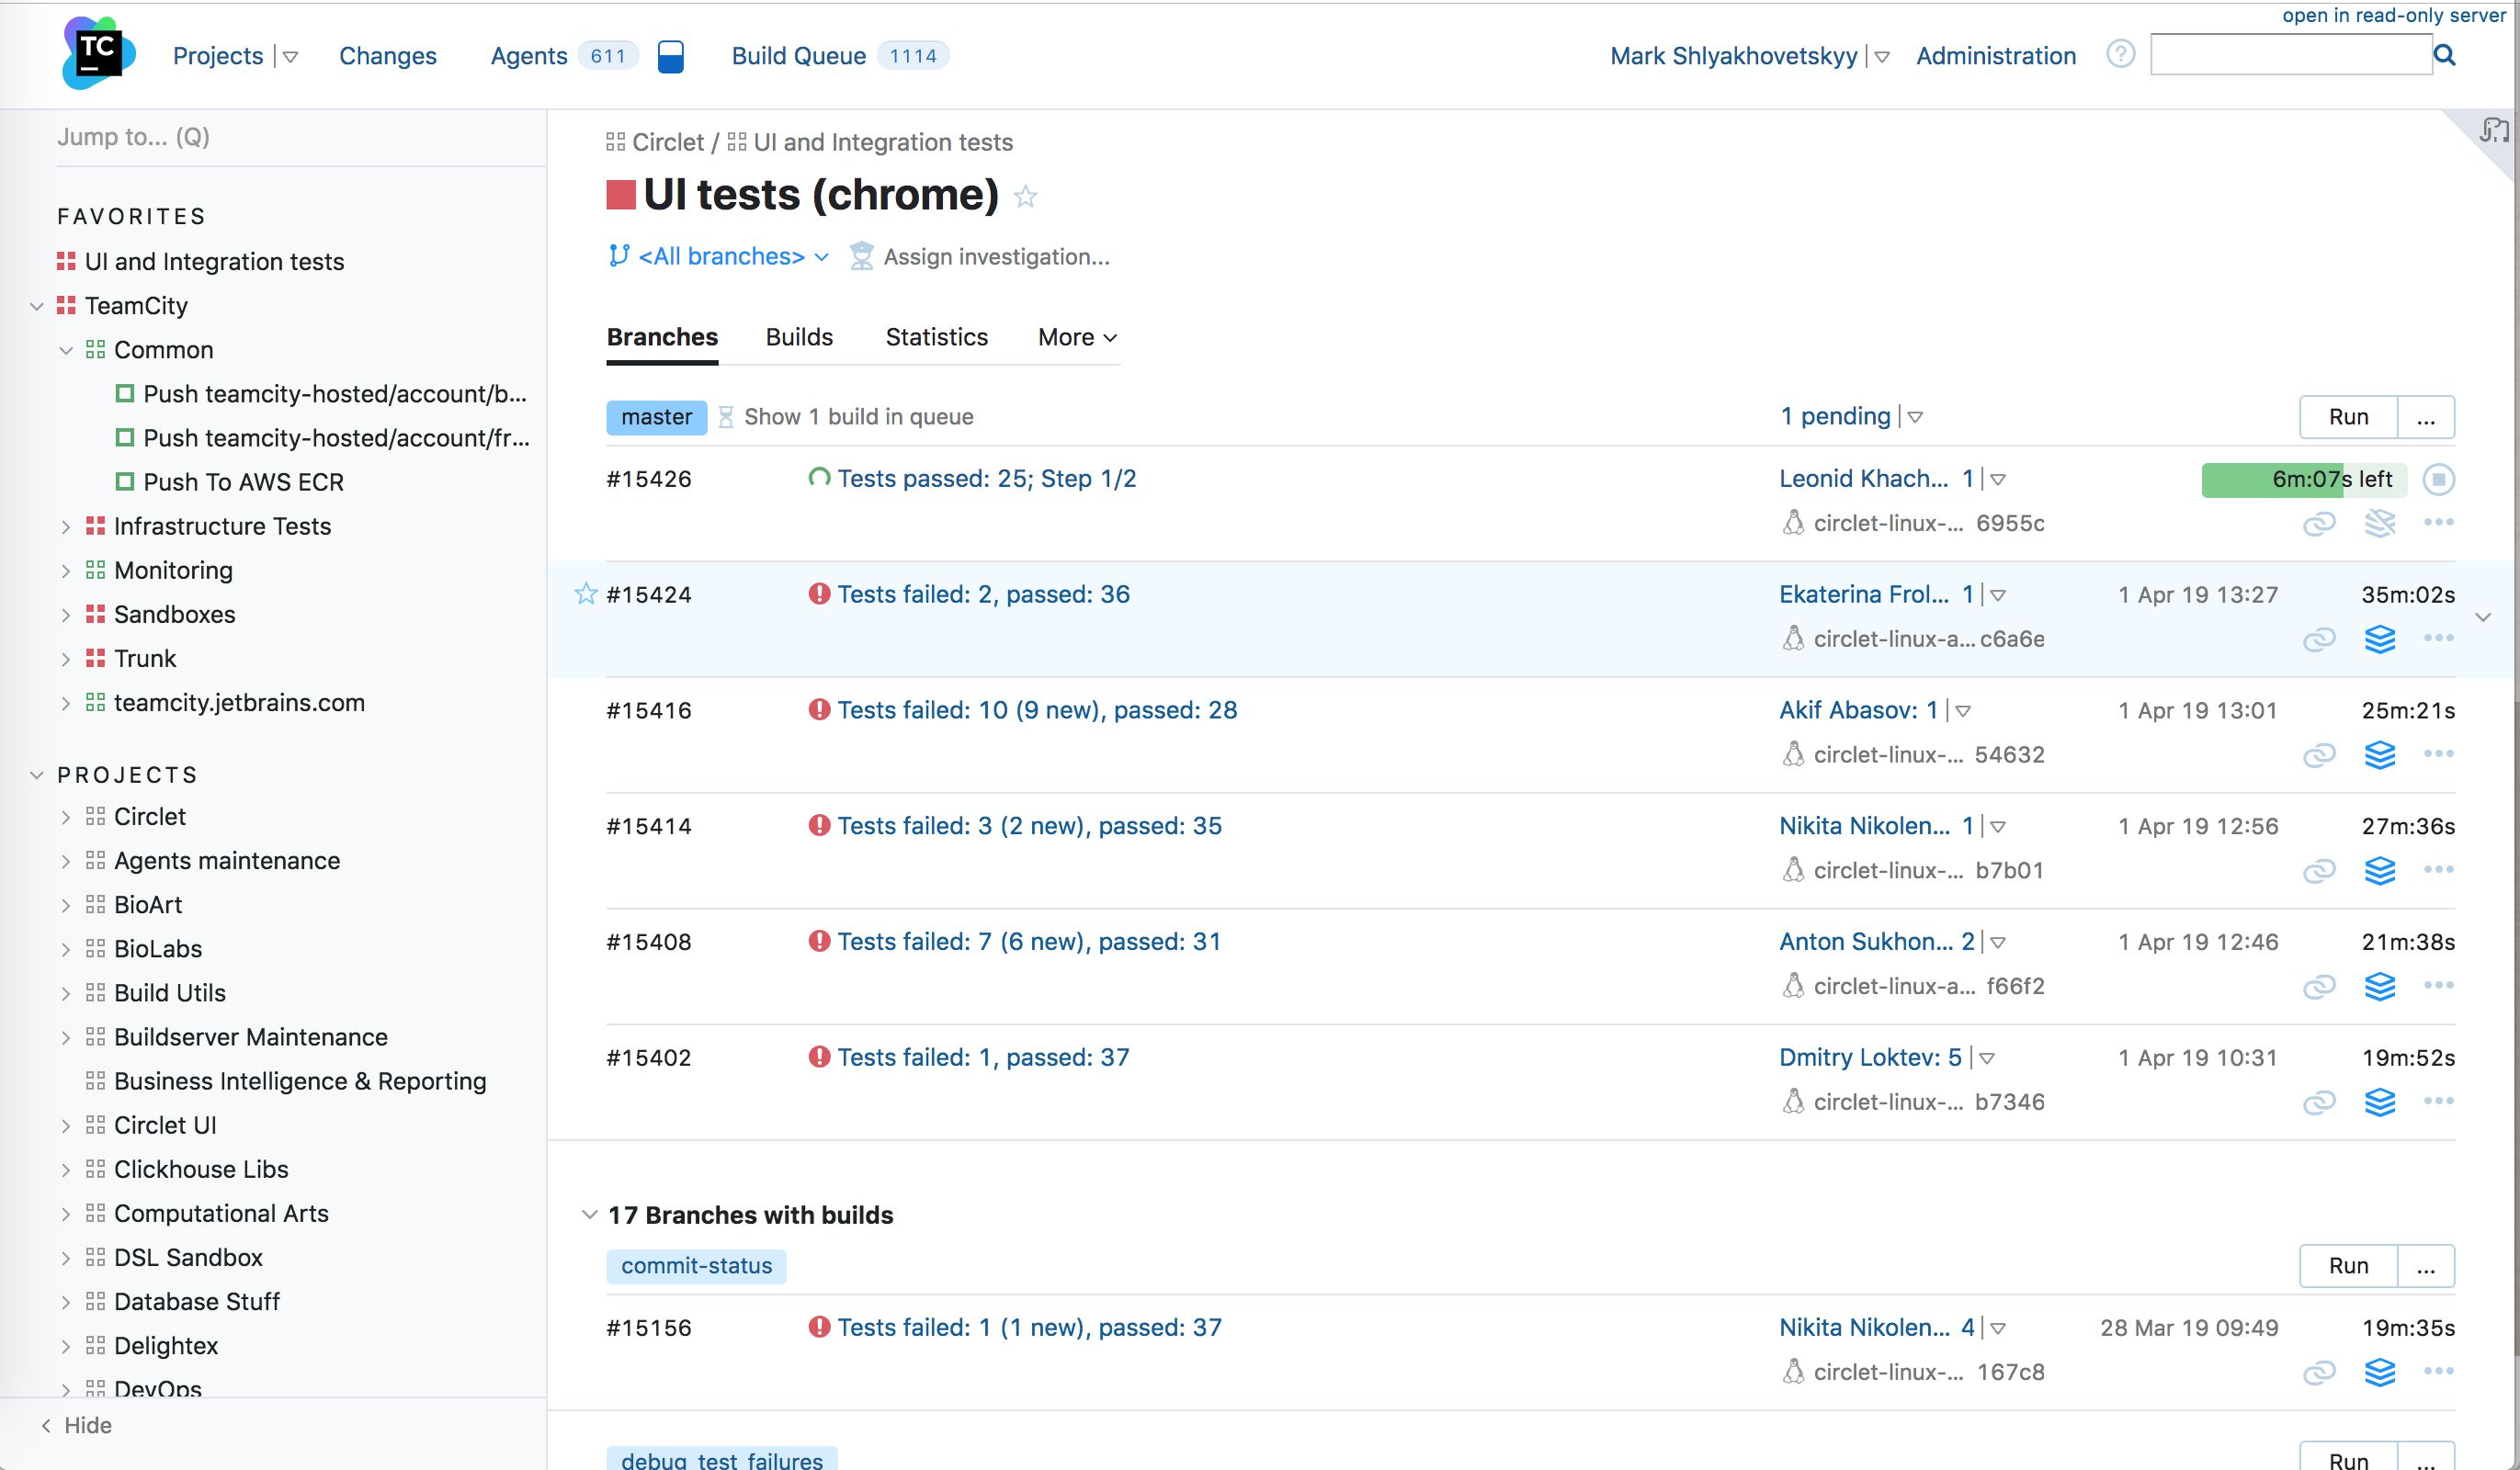 open in read-only server
TC
Projects
Changes
Agents 611
Build Queue 1114
Mark Shlyakhovetskyy
Administration
?
Jump to... (Q)
FAVORITES
UI and Integration tests
TeamCity
Common
Push teamcity-hosted/account/b...
Push teamcity-hosted/account/fr...
Push To AWS ECR
Infrastructure Tests
Monitoring
Sandboxes
Trunk
teamcity.jetbrains.com
PROJECTS
Circlet
Agents maintenance
BioArt
BioLabs
Build Utils
Buildserver Maintenance
Business Intelligence & Reporting
Circlet UI
Clickhouse Libs
Computational Arts
DSL Sandbox
Database Stuff
Delightex
DevOps
Hide
Circlet / UI and Integration tests
UI tests (chrome)
<All branches> Assign investigation...
Branches Builds Statistics More
master Show 1 build in queue 1 pending Run ...
#15426 Tests passed: 25; Step 1/2 Leonid Khach... 1 6m:07s left
circlet-linux-... 6955c
#15424 Tests failed: 2, passed: 36 Ekaterina Frol... 1 1 Apr 19 13:27 35m:02s
circlet-linux-a... c6a6e
#15416 Tests failed: 10 (9 new), passed: 28 Akif Abasov: 1 1 Apr 19 13:01 25m:21s
circlet-linux-... 54632
#15414 Tests failed: 3 (2 new), passed: 35 Nikita Nikolen... 1 1 Apr 19 12:56 27m:36s
circlet-linux-... b7b01
#15408 Tests failed: 7 (6 new), passed: 31 Anton Sukhon... 2 1 Apr 19 12:46 21m:38s
circlet-linux-a... f66f2
#15402 Tests failed: 1, passed: 37 Dmitry Loktev: 5 1 Apr 19 10:31 19m:52s
circlet-linux-... b7346
17 Branches with builds
commit-status Run ...
#15156 Tests failed: 1 (1 new), passed: 37 Nikita Nikolen... 4 28 Mar 19 09:49 19m:35s
circlet-linux-... 167c8
debug_test_failures Run ...